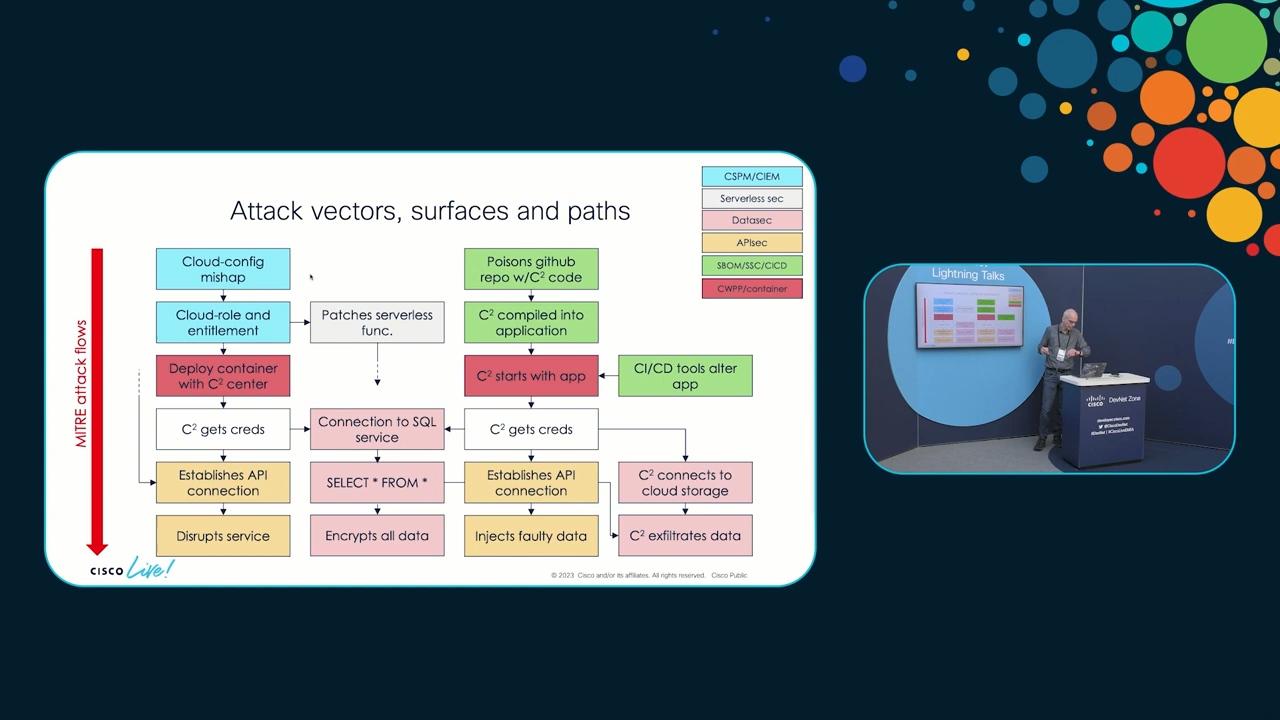 Attack vectors, surfaces and paths
CSPM/CIEM
Serverless sec
Datasec
APIsec
SBOM/SSC/CICD
CWPP/container
MITRE attack flows
Cloud-config
mishap
Poisons github
repo w/C² code
Cloud-role and
entitlement
Patches serverless
func.
C² compiled into
application
Deploy container
with C² center
C² starts with app
CI/CD tools alter
app
C² gets creds
Connection to SQL
service
C² gets creds
Establishes API
connection
SELECT * FROM *
Establishes API
connection
C² connects to
cloud storage
Disrupts service
Encrypts all data
Injects faulty data
C² exfiltrates data
CISCO Live!
© 2023 Cisco and/or its affiliates. All rights reserved. Cisco Public
Lightning Talks
CISCO
DevNet Zone